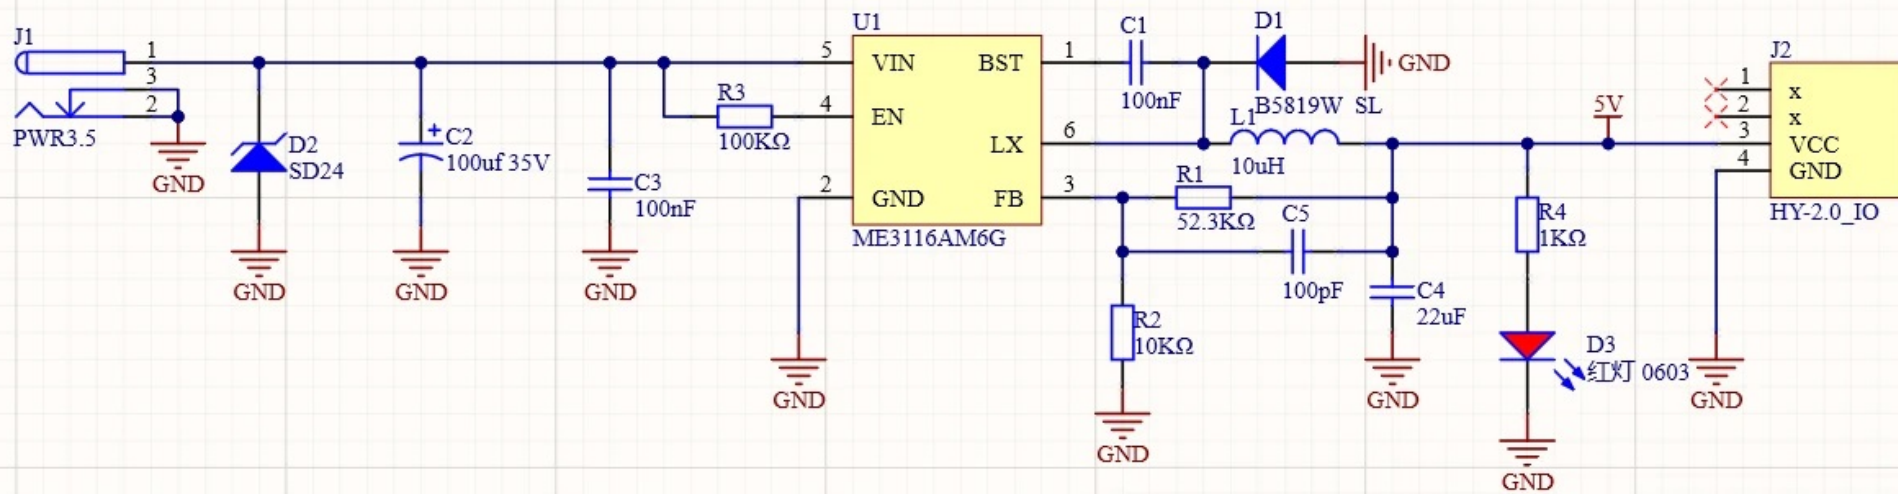 J1
1
3
2
PWR3.5
GND
D2
SD24
GND
C2
100uf 35V
GND
C3
100nF
GND
R3
100KΩ
U1
5
VIN
BST
1
4
EN
LX
6
2
GND
FB
3
ME3116AM6G
GND
C1
100nF
D1
B5819W SL
GND
L1
10uH
R1
52.3KΩ
C5
100pF
R2
10KΩ
GND
C4
22uF
GND
5V
R4
1KΩ
D3
红灯 0603
GND
J2
1
x
2
x
3
VCC
4
GND
HY-2.0_IO
GND